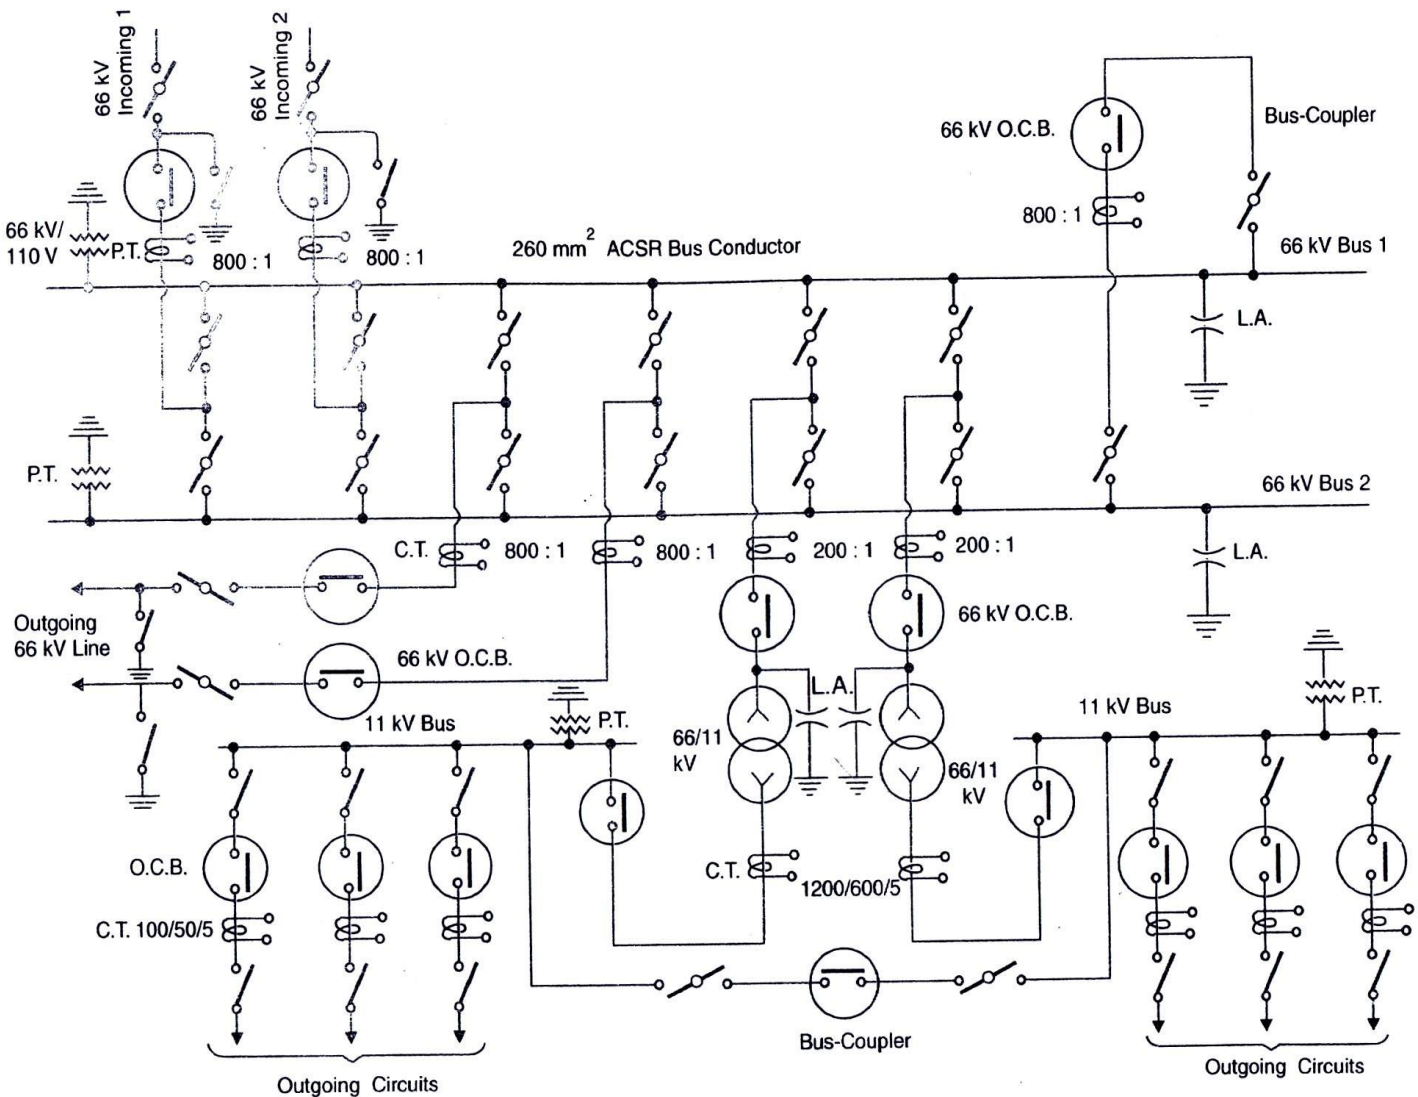 66 kV
Incoming 1
66 kV
Incoming 2
66 kV O.C.B.
Bus-Coupler
800 : 1
66 kV/
110 V
P.T.
800 : 1
800 : 1
260 mm² ACSR Bus Conductor
66 kV Bus 1
L.A.
P.T.
66 kV Bus 2
C.T.
800 : 1
800 : 1
200 : 1
200 : 1
L.A.
Outgoing
66 kV Line
66 kV O.C.B.
66 kV O.C.B.
L.A.
11 kV Bus
P.T.
66/11
kV
66/11
kV
11 kV Bus
P.T.
O.C.B.
C.T.
1200/600/5
C.T. 100/50/5
Bus-Coupler
Outgoing Circuits
Outgoing Circuits